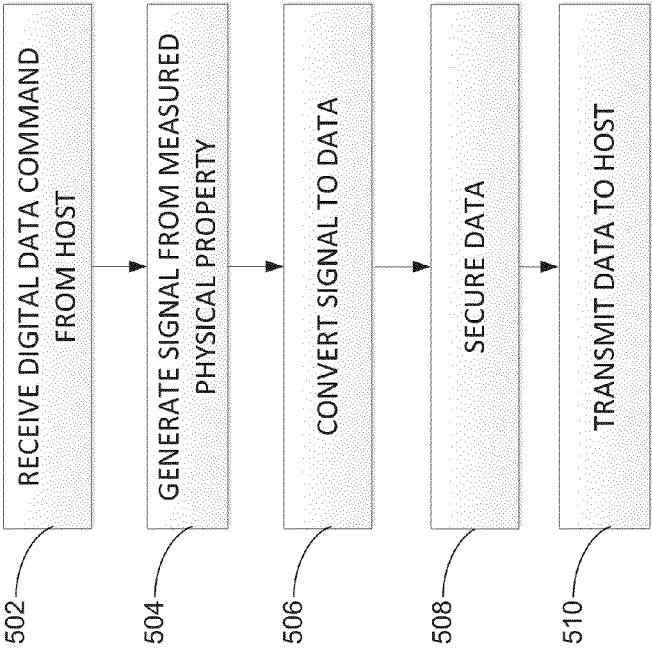 502
RECEIVE DIGITAL DATA COMMAND
FROM HOST
504
GENERATE SIGNAL FROM MEASURED
PHYSICAL PROPERTY
506
CONVERT SIGNAL TO DATA
508
SECURE DATA
510
TRANSMIT DATA TO HOST